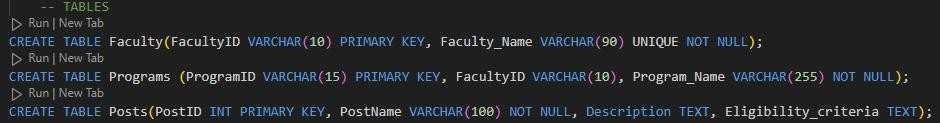 -- TABLES
Run | New Tab
CREATE TABLE Faculty(FacultyID VARCHAR(10) PRIMARY KEY, Faculty_Name VARCHAR(90) UNIQUE NOT NULL);
Run | New Tab
CREATE TABLE Programs (ProgramID VARCHAR(15) PRIMARY KEY, FacultyID VARCHAR(10), Program_Name VARCHAR(255) NOT NULL);
Run | New Tab
CREATE TABLE Posts(PostID INT PRIMARY KEY, PostName VARCHAR(100) NOT NULL, Description TEXT, Eligibility_criteria TEXT);